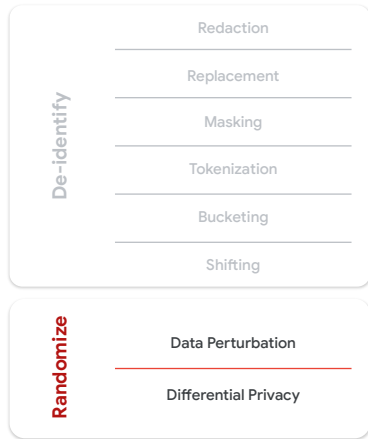 De-identify
Redaction
Replacement
Masking
Tokenization
Bucketing
Shifting
Randomize
Data Perturbation
Differential Privacy